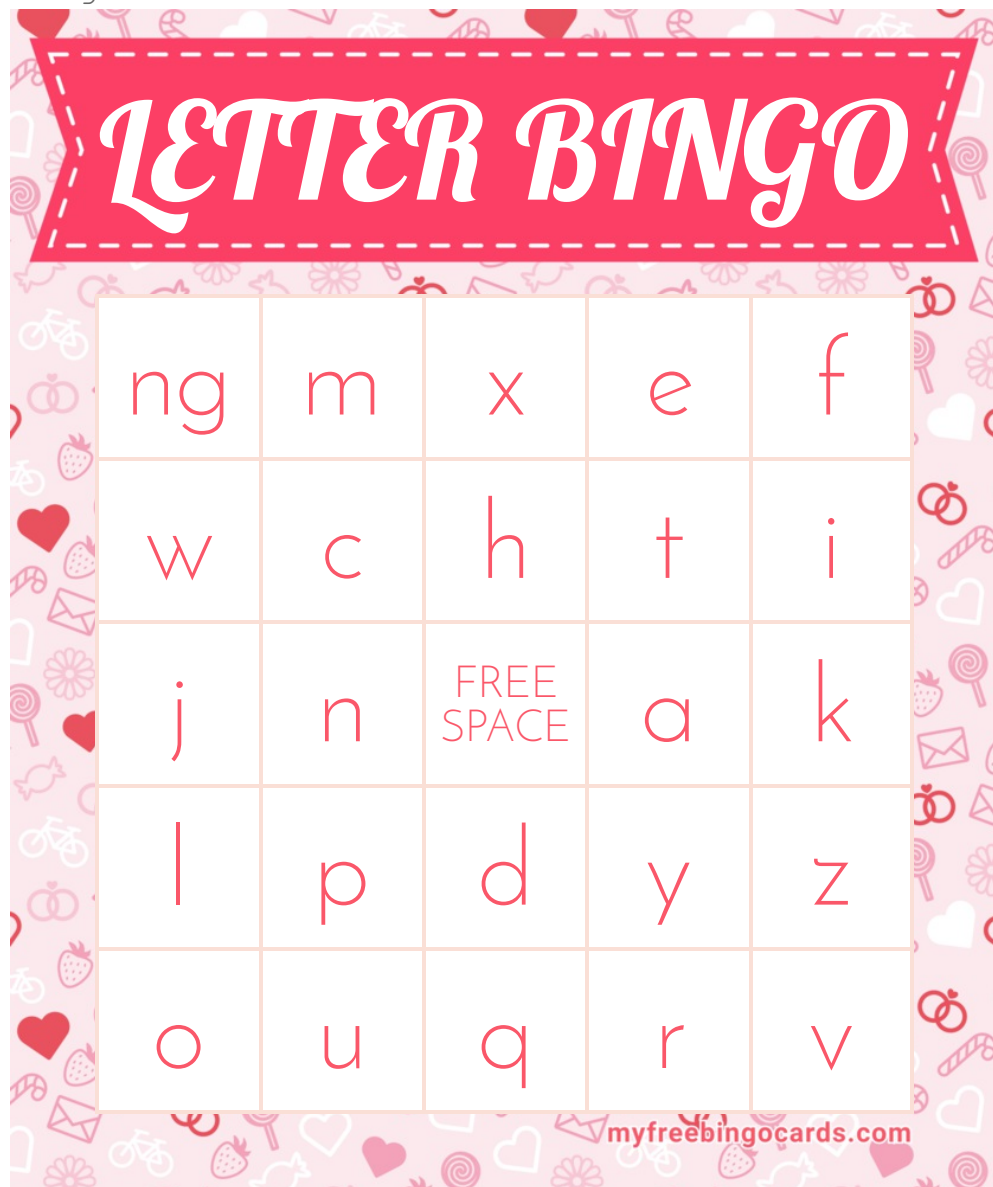 LETTER BINGO
ng m x e f
w c h t i
j n FREE SPACE a k
l p d y z
o u q r v
myfreebingocards.com